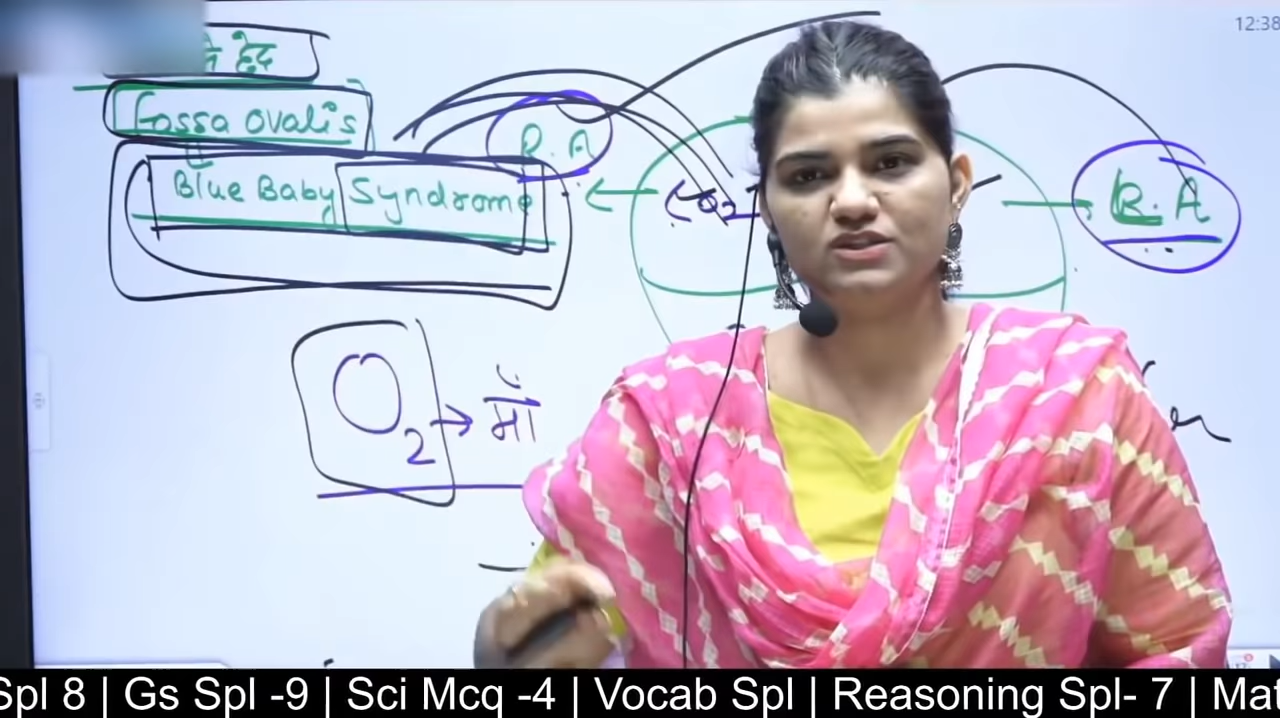 12:38
छेद
Fossa ovalis
R.A
Blue Baby Syndrome
R.A
O2 → माँ
Spl 8 | Gs Spl -9 | Sci Mcq -4 | Vocab Spl | Reasoning Spl- 7 | Mat